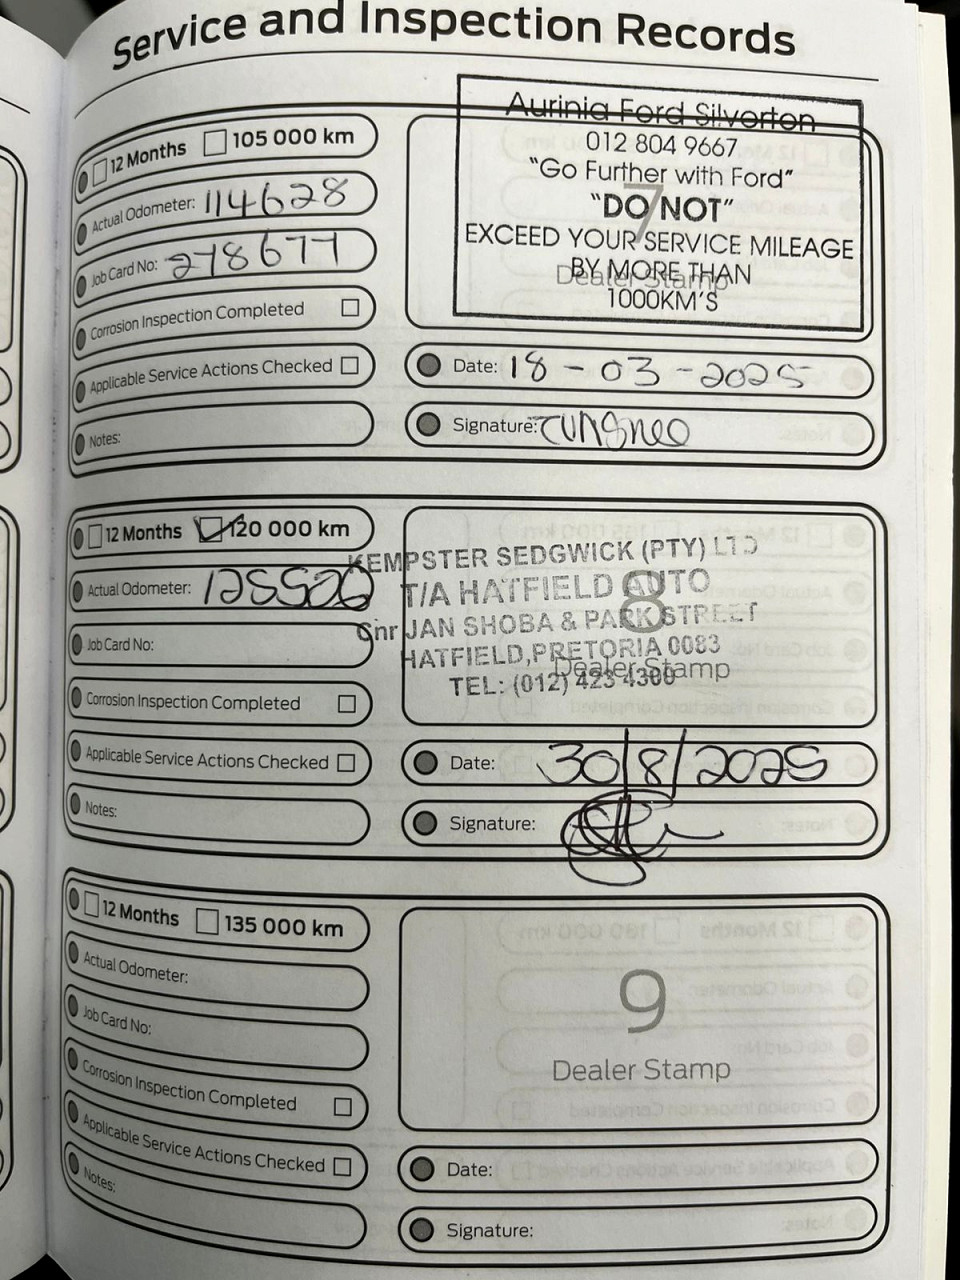 Service and Inspection Records
12 Months 105 000 km
Actual Odometer: 114628
Job Card No: 278677
Corrosion Inspection Completed
Applicable Service Actions Checked
Notes:
Aurinia Ford Silverton
012 804 9667
"Go Further with Ford"
7
"DO NOT"
EXCEED YOUR SERVICE MILEAGE
BY MORE THAN
Dealer Stamp
1000KM'S
Date: 18-03-2025
Signature:
12 Months 120 000 km
Actual Odometer: 125526
Job Card No:
Corrosion Inspection Completed
Applicable Service Actions Checked
Notes:
KEMPSTER SEDGWICK (PTY) LTD
T/A HATFIELD AUTO
8
Cnr JAN SHOBA & PARK STREET
HATFIELD, PRETORIA 0083
Dealer Stamp
TEL: (012) 423 4300
Date: 30/8/2025
Signature:
12 Months 135 000 km
Actual Odometer:
Job Card No:
Corrosion Inspection Completed
Applicable Service Actions Checked
Notes:
9
Dealer Stamp
Date:
Signature: